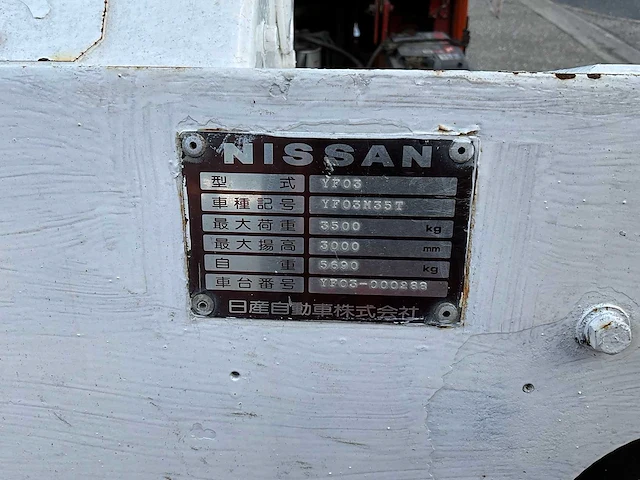 NISSAN
型式 YF03
車種記号 YF03H35T
最大荷重 3500 kg
最大揚高 3000 mm
自重 5690 kg
車台番号 YF03-000288
日産自動車株式会社